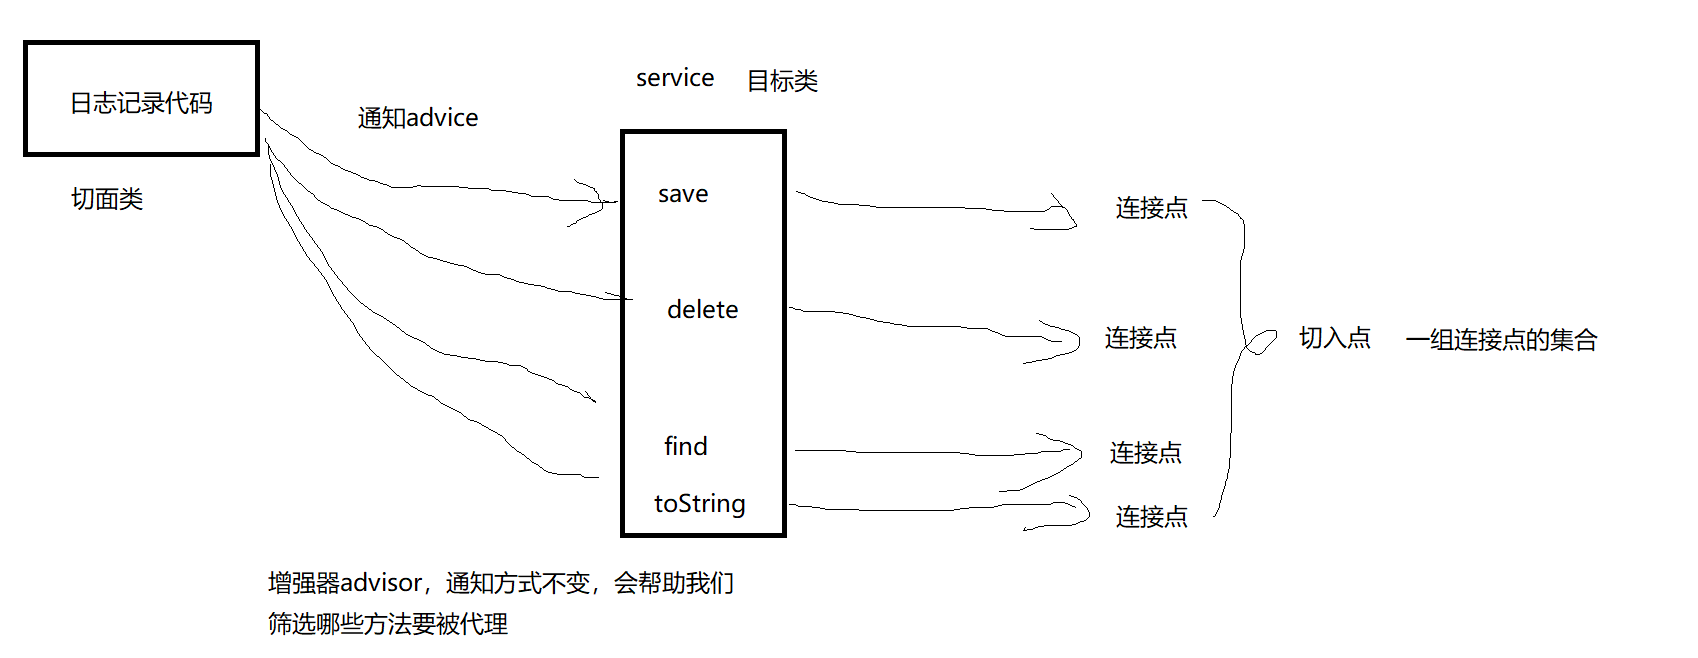 日志记录代码
切面类
通知advice
service 目标类
save
delete
find
toString
连接点
连接点
连接点
连接点
切入点 一组连接点的集合
增强器advisor，通知方式不变，会帮助我们
筛选哪些方法要被代理